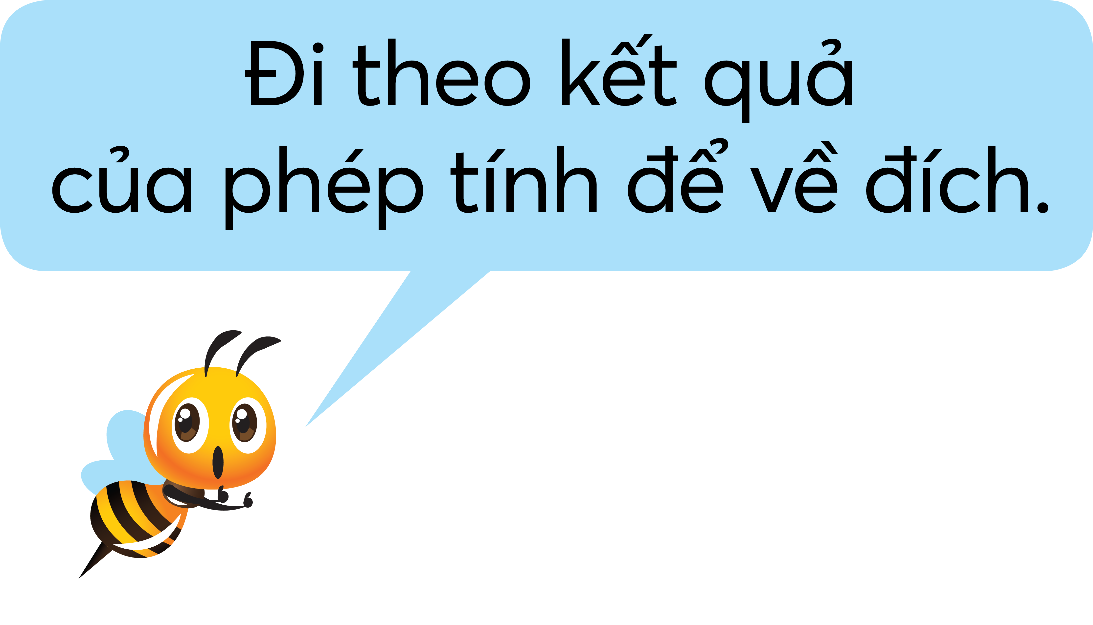 Đi theo kết quả
của phép tính để về đích.